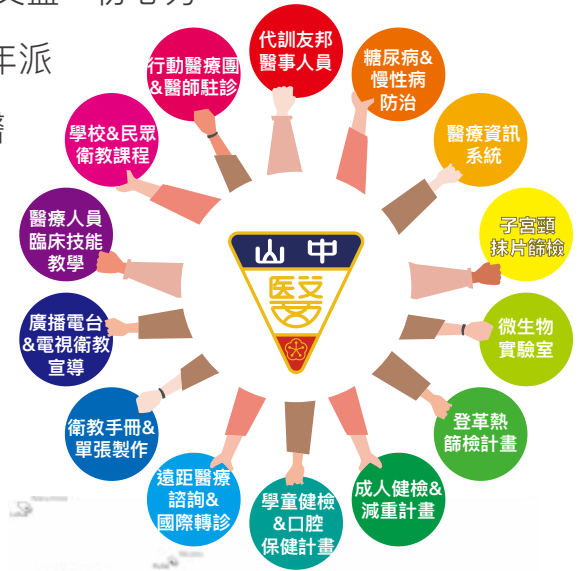 年派
代訓友邦
醫事人員
糖尿病&
慢性病
防治
醫療資訊
系統
子宮頸
抹片篩檢
微生物
實驗室
登革熱
篩檢計畫
成人健檢&
減重計畫
學童健檢
&口腔
保健計畫
遠距醫療
諮詢&
國際轉診
衛教手冊&
單張製作
廣播電台
&電視衛教
宣導
醫療人員
臨床技能
教學
學校&民眾
衛教課程
行動醫療團
&醫師駐診
山中
醫